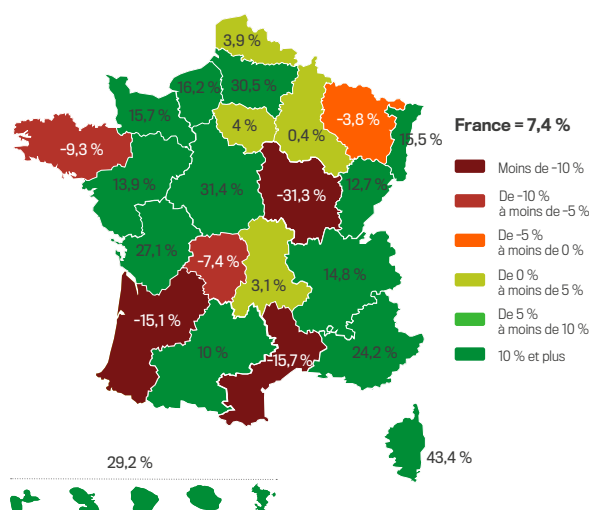 3,9 %
16,2 %
30,5 %
15,7 %
4 %
0,4 %
-3,8 %
15,5 %
-9,3 %
13,9 %
31,4 %
-31,3 %
12,7 %
27,1 %
-7,4 %
3,1 %
14,8 %
-15,1 %
10 %
-15,7 %
24,2 %
43,4 %
29,2 %
France = 7,4 %
Moins de -10 %
De -10 %
à moins de -5 %
De -5 %
à moins de 0 %
De 0 %
à moins de 5 %
De 5 %
à moins de 10 %
10 % et plus